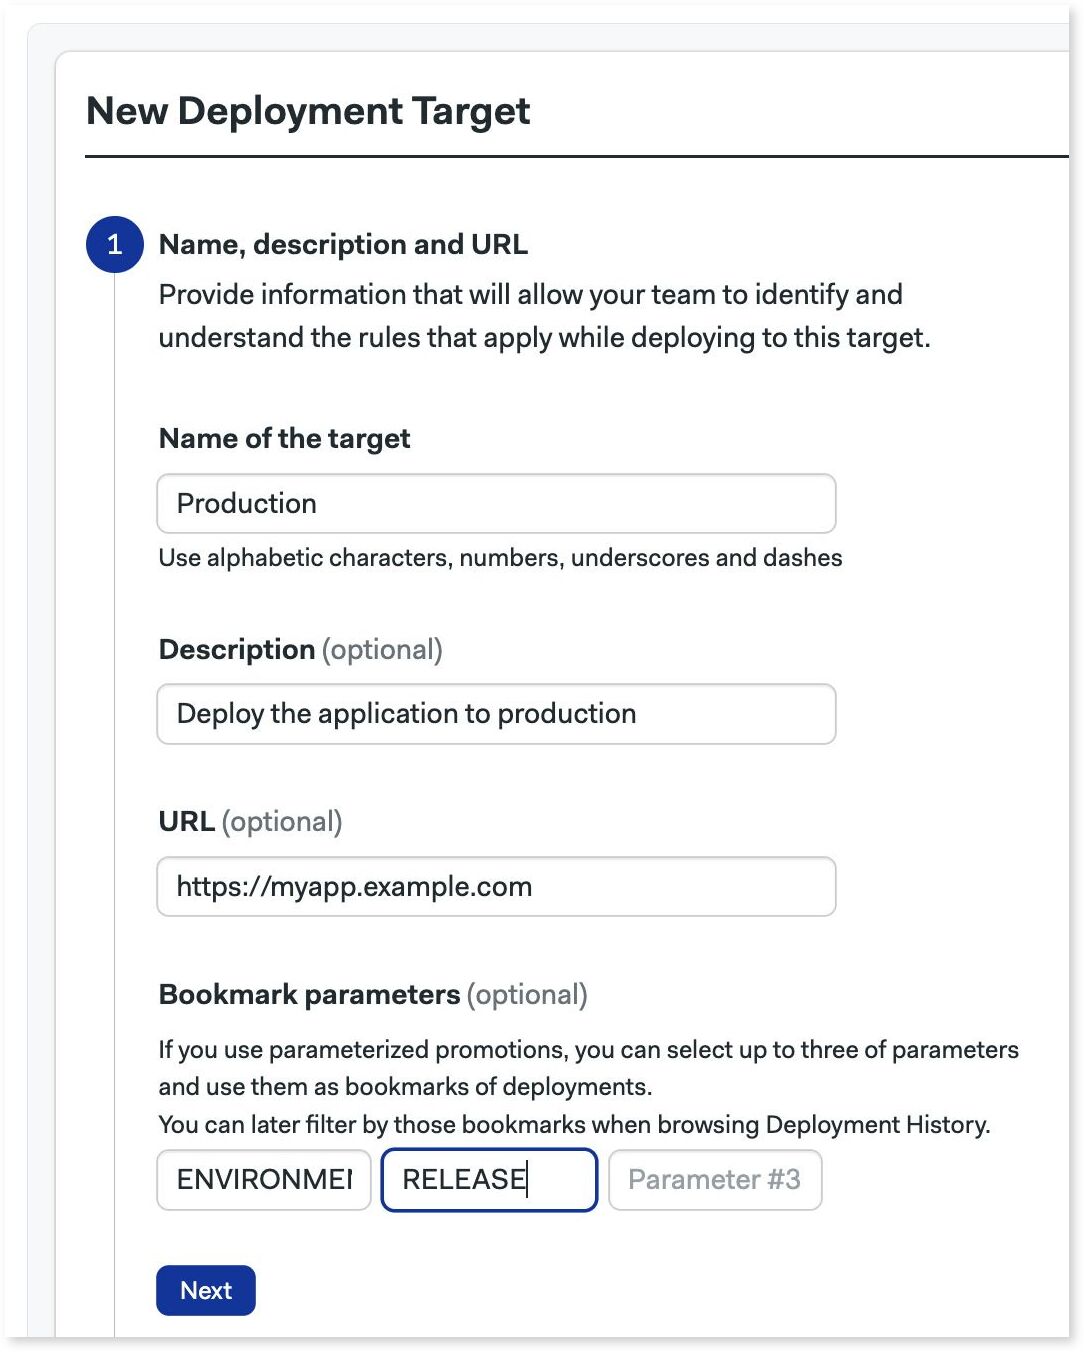 New Deployment Target
1
Name, description and URL
Provide information that will allow your team to identify and
understand the rules that apply while deploying to this target.
Name of the target
Production
Use alphabetic characters, numbers, underscores and dashes
Description (optional)
Deploy the application to production
URL (optional)
https://myapp.example.com
Bookmark parameters (optional)
If you use parameterized promotions, you can select up to three of parameters
and use them as bookmarks of deployments.
You can later filter by those bookmarks when browsing Deployment History.
ENVIRONMEN RELEASE Parameter #3
Next